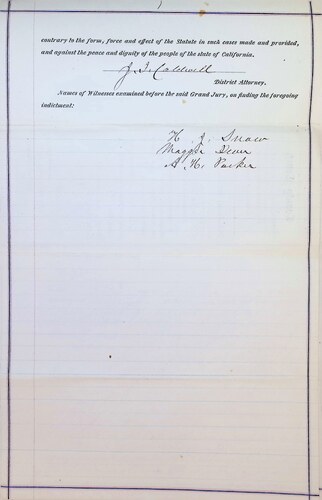 contrary to the form, force and effect of the Statute in such cases made and provided,
and against the peace and dignity of the people of the state of California.
J. I. Caldwell
District Attorney.
Names of Witnesses examined before the said Grand Jury, on finding the foregoing
indictment:
H J. Snow
Maggie
A. H. Parker